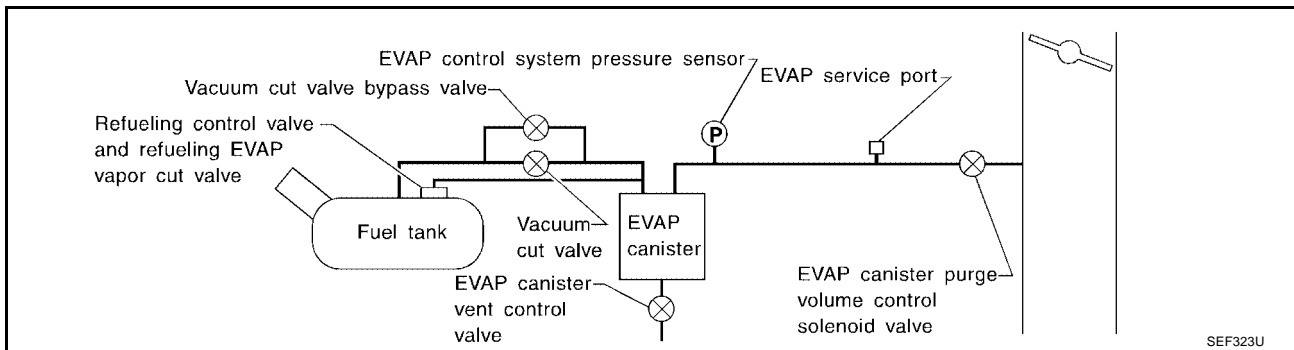 EVAP control system pressure sensor
EVAP service port
Vacuum cut valve bypass valve
Refueling control valve
and refueling EVAP
vapor cut valve
P
Fuel tank
Vacuum
cut valve
EVAP
canister
EVAP canister
vent control
valve
EVAP canister purge
volume control
solenoid valve
SEF323U